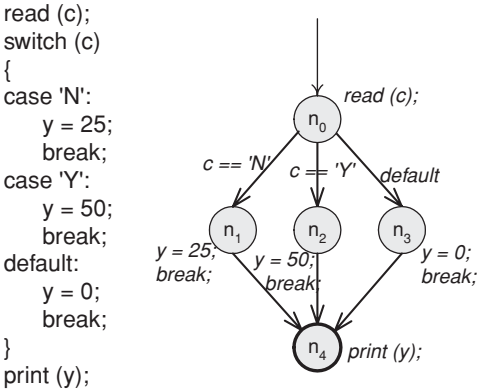 read (c);
switch (c)
{
case 'N':
y = 25;
break;
case 'Y':
y = 50;
break;
default:
y = 0;
break;
}
print (y);
read (c);
n0
c == 'N'
c == 'Y'
default
n1
n2
n3
y = 25;
break;
y = 50;
break;
y = 0;
break;
n4
print (y);